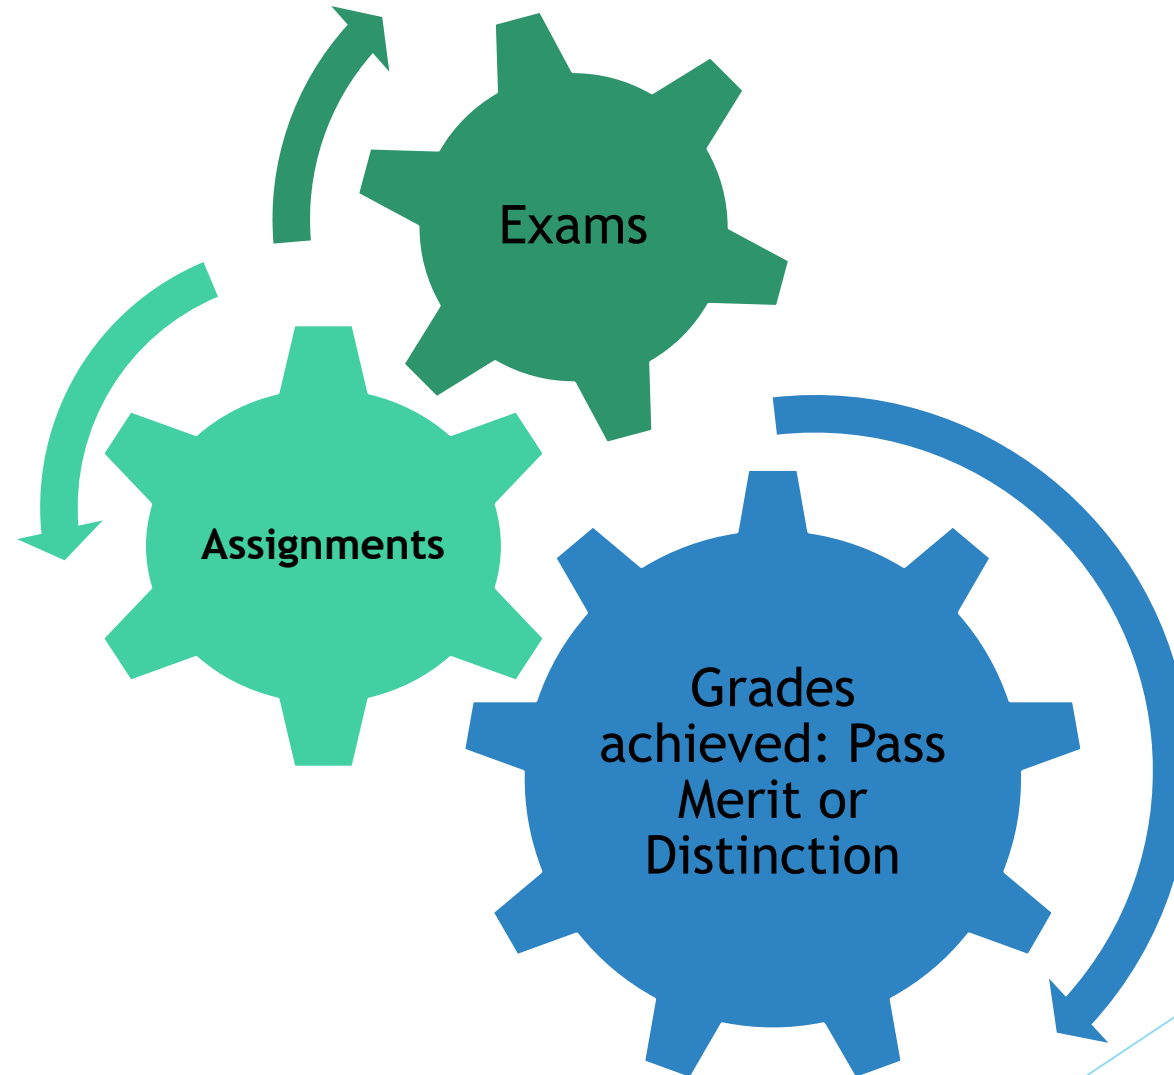 Exams
Assignments
Grades
achieved: Pass
Merit or
Distinction